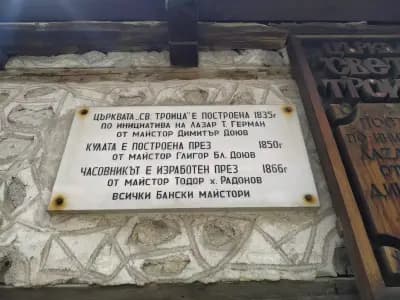 ЦЪРКВАТА „СВ. ТРОИЦА" Е ПОСТРОЕНА 1835г
ПО ИНИЦИАТИВА НА ЛАЗАР Т. ГЕРМАН
ОТ МАЙСТОР ДИМИТЪР ДОЮВ
КУЛАТА Е ПОСТРОЕНА ПРЕЗ 1850г
ОТ МАЙСТОР ГЛИГОР БЛ. ДОЮВ
ЧАСОВНИКЪТ Е ИЗРАБОТЕН ПРЕЗ 1866г
ОТ МАЙСТОР ТОДОР х. РАДОНОВ
ВСИЧКИ БАНСКИ МАЙСТОРИ